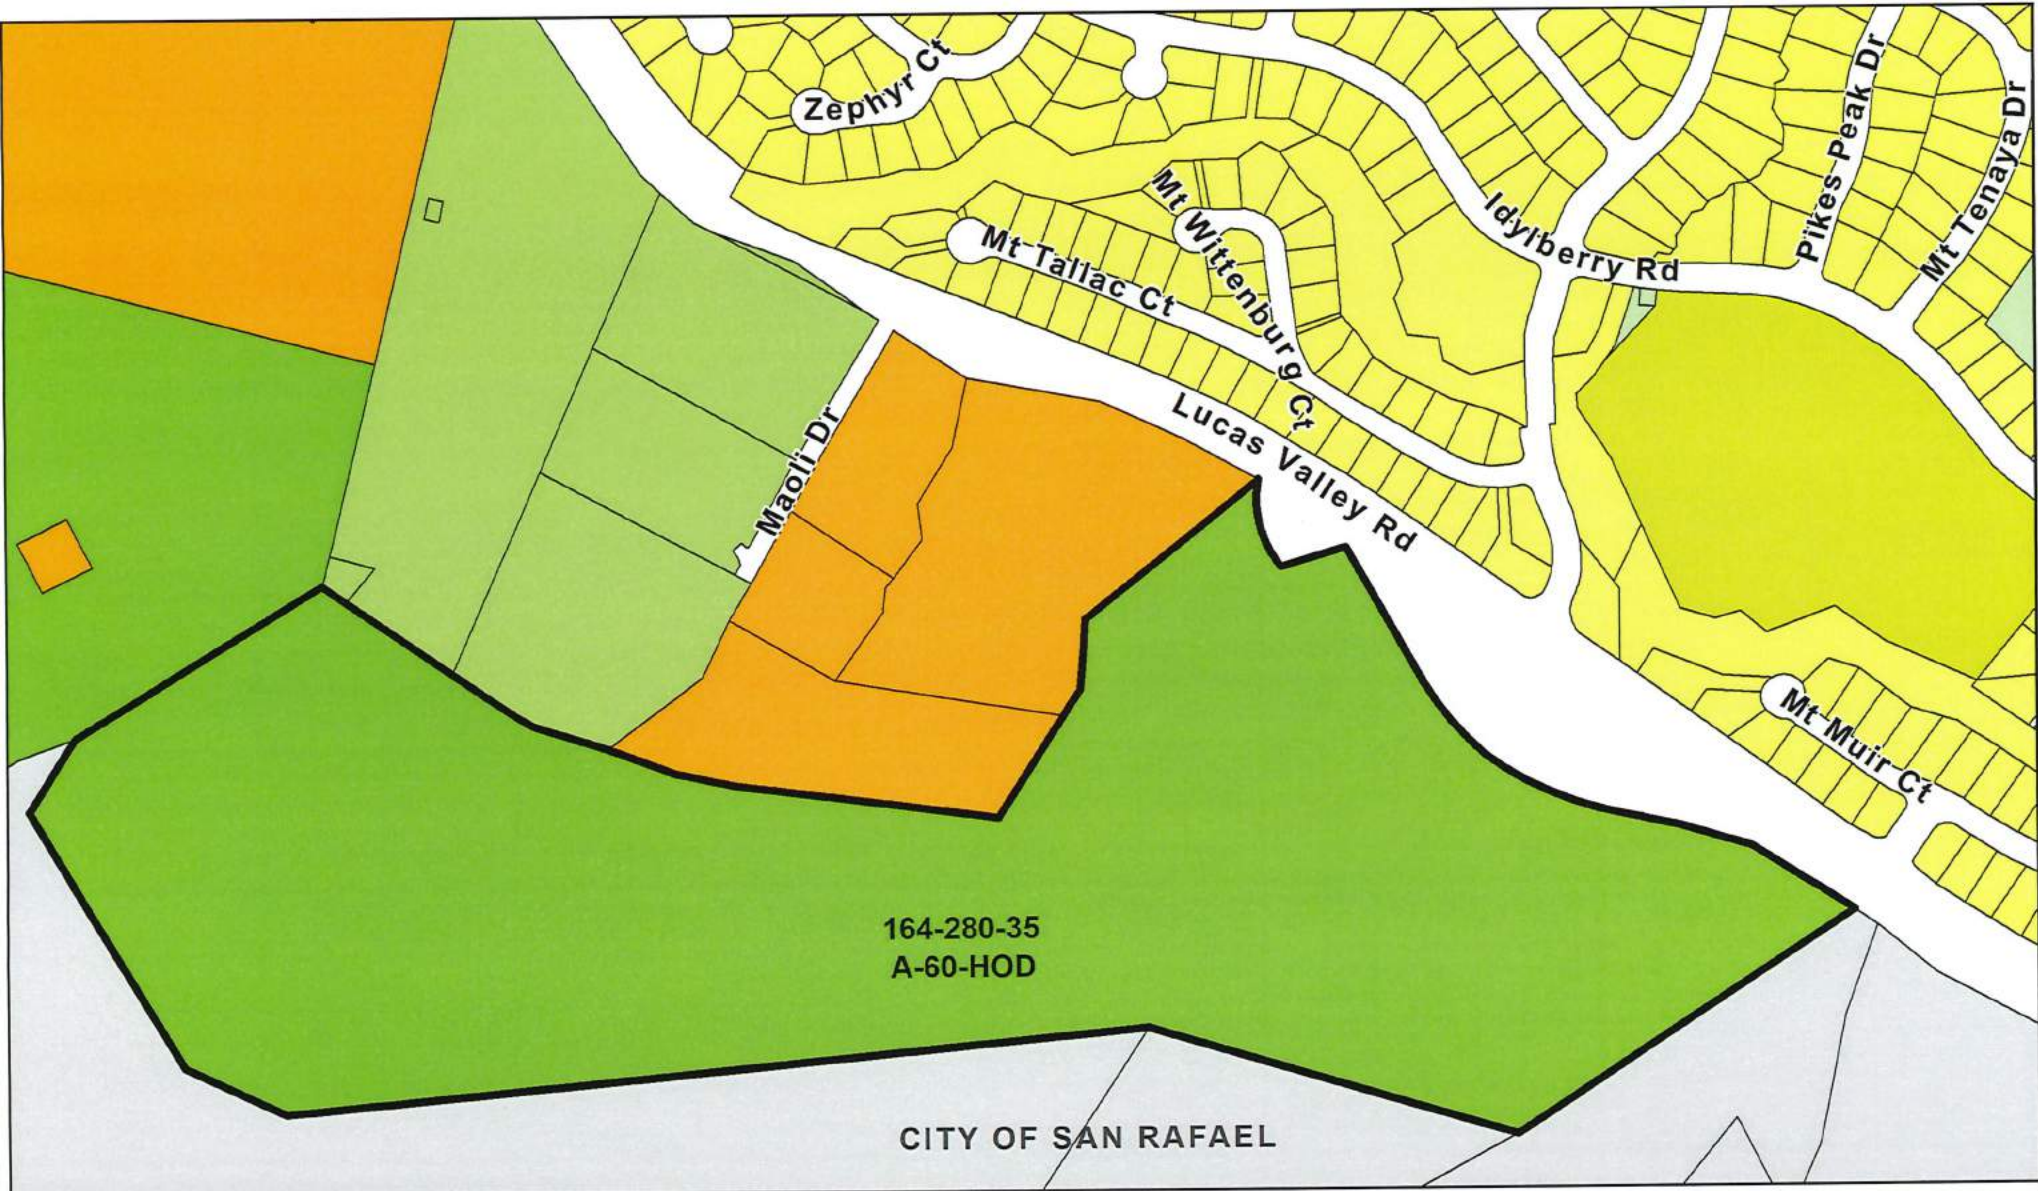 Zephyr Ct
Pikes Peak Dr
Mt Tenaya Dr
Mt Wittenburg Ct
Idylberry Rd
Mt Tallac Ct
Maoli Dr
Lucas Valley Rd
Mt Muir Ct
164-280-35
A-60-HOD
CITY OF SAN RAFAEL